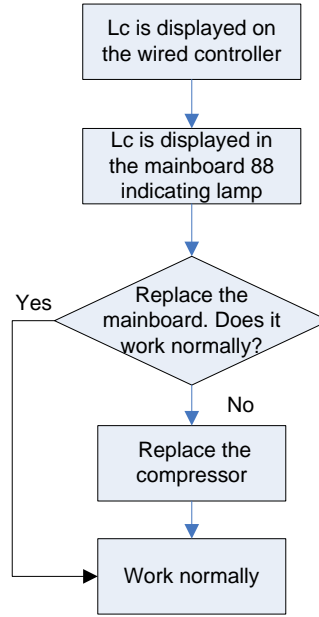 Lc is displayed on
the wired controller
Lc is displayed in
the mainboard 88
indicating lamp
Yes
Replace the
mainboard. Does it
work normally?
No
Replace the
compressor
Work normally